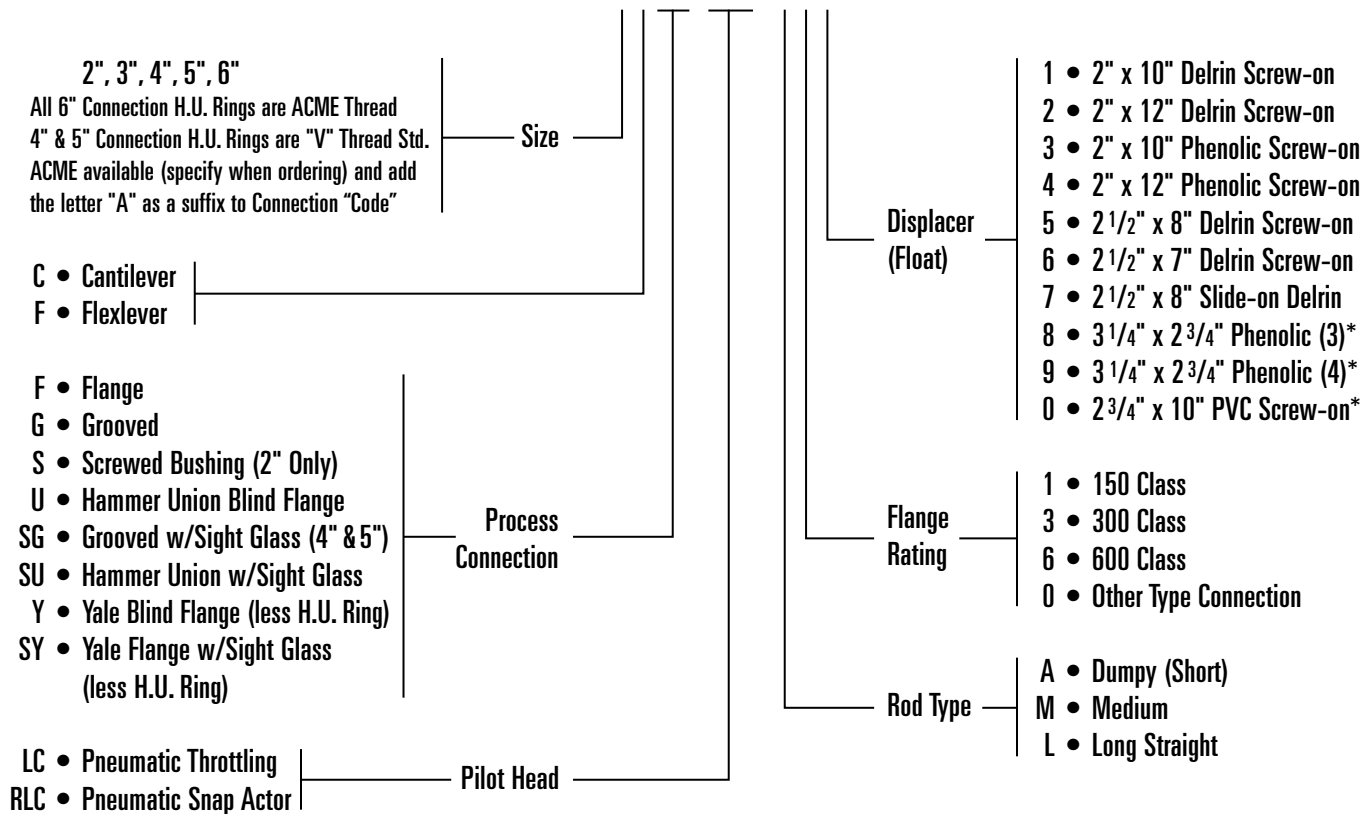 2", 3", 4", 5", 6"
All 6" Connection H.U. Rings are ACME Thread
4" & 5" Connection H.U. Rings are "V" Thread Std.
ACME available (specify when ordering) and add
the letter "A" as a suffix to Connection “Code”
Size
C • Cantilever
F • Flexlever
F • Flange
G • Grooved
S • Screwed Bushing (2" Only)
U • Hammer Union Blind Flange
SG • Grooved w/Sight Glass (4" & 5")
SU • Hammer Union w/Sight Glass
Y • Yale Blind Flange (less H.U. Ring)
SY • Yale Flange w/Sight Glass
(less H.U. Ring)
Process
Connection
LC • Pneumatic Throttling
RLC • Pneumatic Snap Actor
Pilot Head
Displacer
(Float)
1 • 2" x 10" Delrin Screw-on
2 • 2" x 12" Delrin Screw-on
3 • 2" x 10" Phenolic Screw-on
4 • 2" x 12" Phenolic Screw-on
5 • 2 1/2" x 8" Delrin Screw-on
6 • 2 1/2" x 7" Delrin Screw-on
7 • 2 1/2" x 8" Slide-on Delrin
8 • 3 1/4" x 2 3/4" Phenolic (3)*
9 • 3 1/4" x 2 3/4" Phenolic (4)*
0 • 2 3/4" x 10" PVC Screw-on*
Flange
Rating
1 • 150 Class
3 • 300 Class
6 • 600 Class
0 • Other Type Connection
Rod Type
A • Dumpy (Short)
M • Medium
L • Long Straight